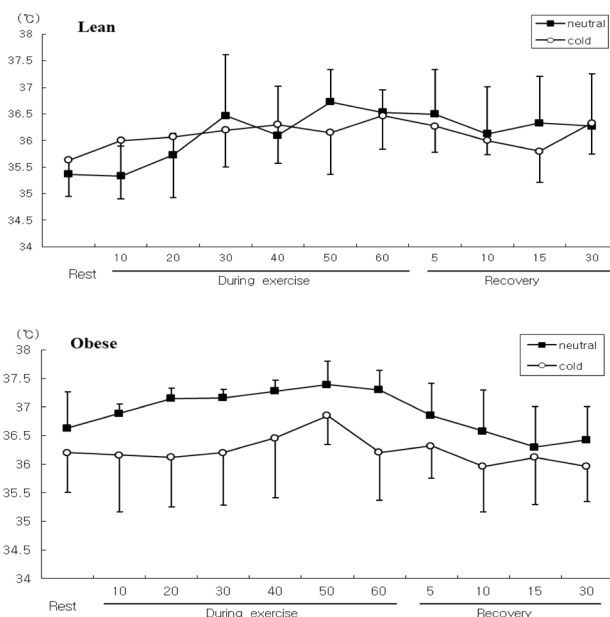 (℃)
Lean
neutral
cold
38
37.5
37
36.5
36
35.5
35
34.5
34
10 20 30 40 50 60 5 10 15 30
Rest
During exercise Recovery
(℃)
Obese
neutral
cold
38
37.5
37
36.5
36
35.5
35
34.5
34
10 20 30 40 50 60 5 10 15 30
Rest
During exercise Recovery